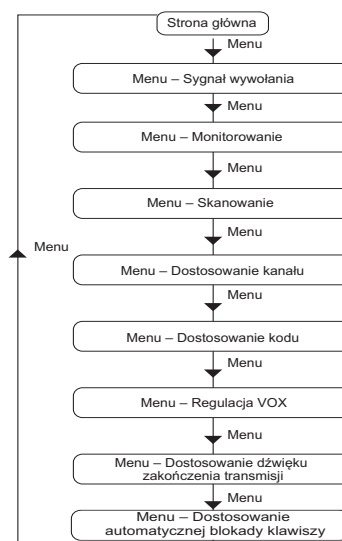 Strona główna
Menu
Menu – Sygnał wywołania
Menu
Menu – Monitorowanie
Menu
Menu – Skanowanie
Menu
Menu
Menu – Dostosowanie kanału
Menu
Menu – Dostosowanie kodu
Menu
Menu – Regulacja VOX
Menu
Menu – Dostosowanie dźwięku
zakończenia transmisji
Menu
Menu – Dostosowanie
automatycznej blokady klawiszy